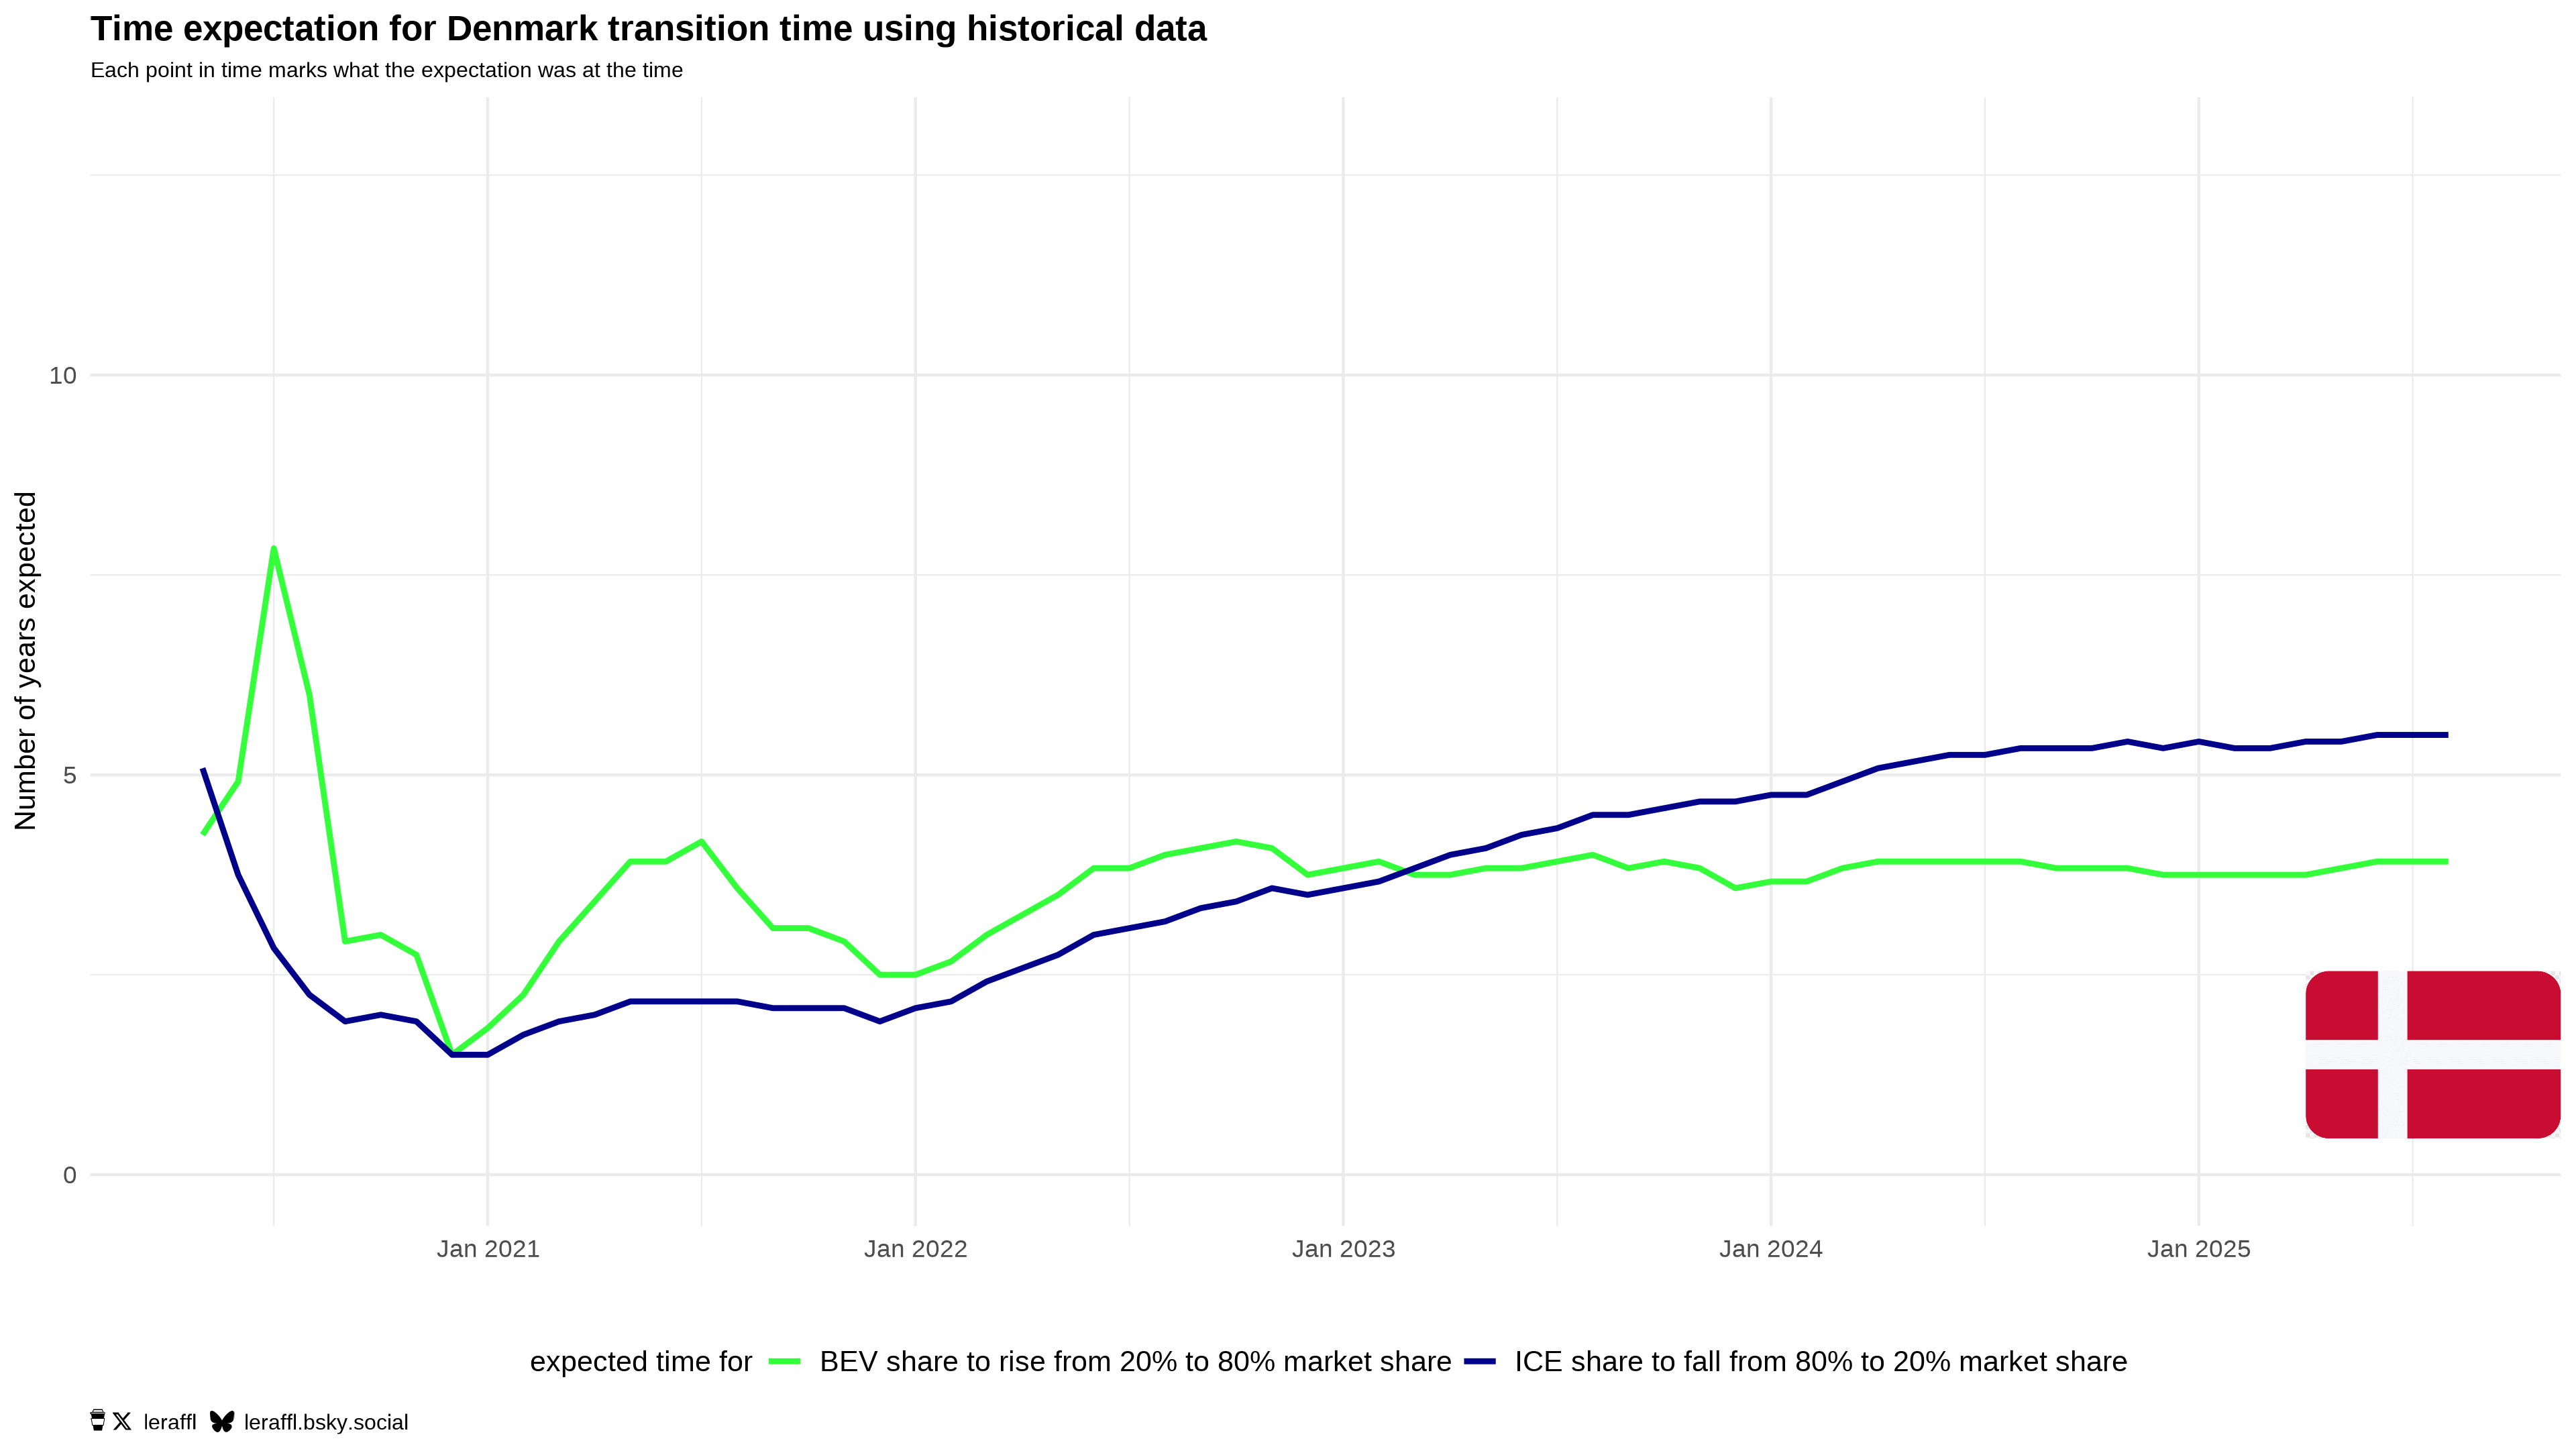 Time expectation for Denmark transition time using historical data
Each point in time marks what the expectation was at the time
Number of years expected
10
5
0
Jan 2021
Jan 2022
Jan 2023
Jan 2024
Jan 2025
expected time for BEV share to rise from 20% to 80% market share ICE share to fall from 80% to 20% market share
leraffl leraffl.bsky.social